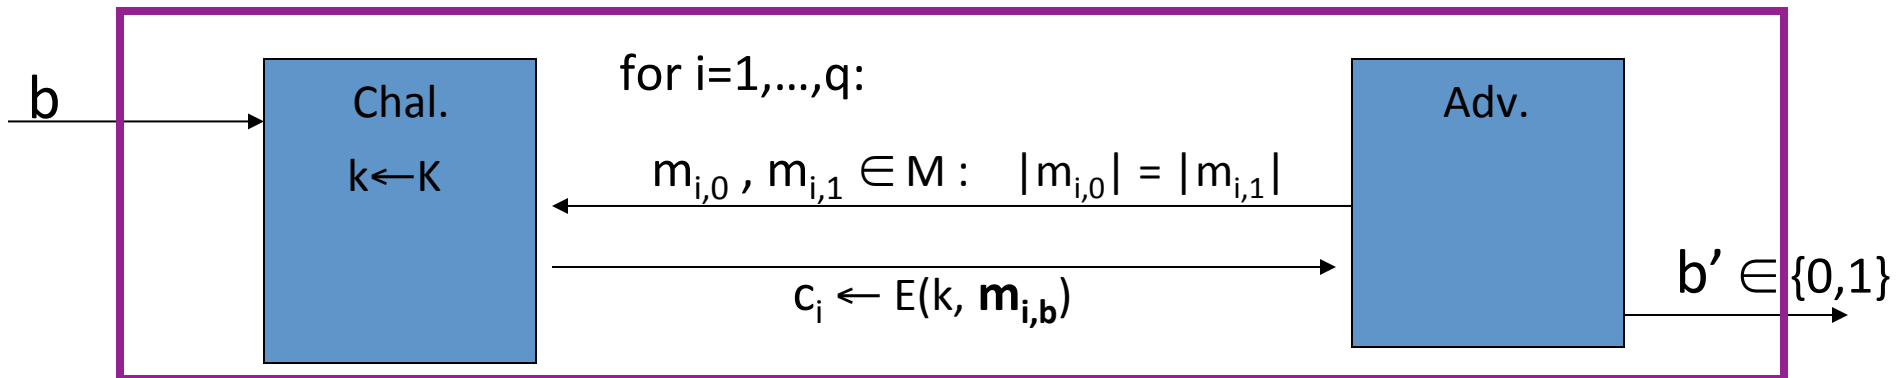 for i=1,…,q:
b
Chal.
Adv.
k←K
m_{i,0} , m_{i,1} ∈ M :    |m_{i,0}| = |m_{i,1}|
b’ ∈ {0,1}
c_i ← E(k, m_{i,b})